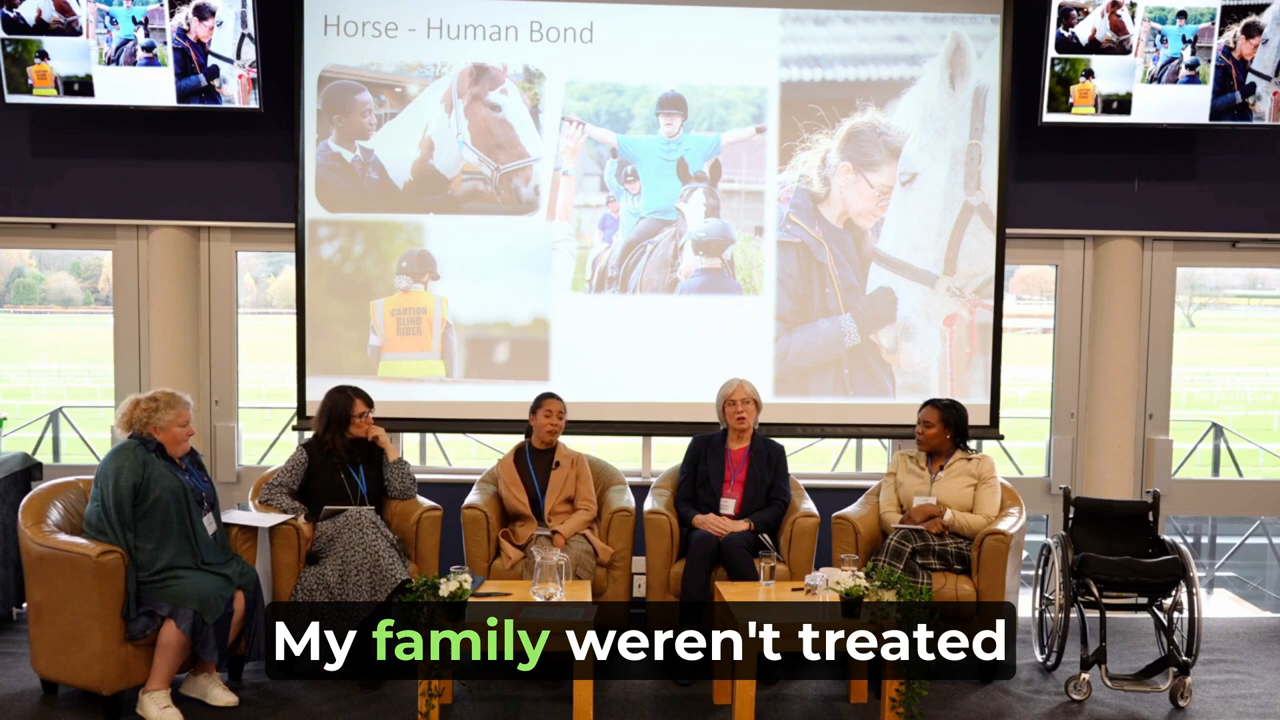 Horse - Human Bond
CAUTION
BLIND
RIDER
My family weren't treated